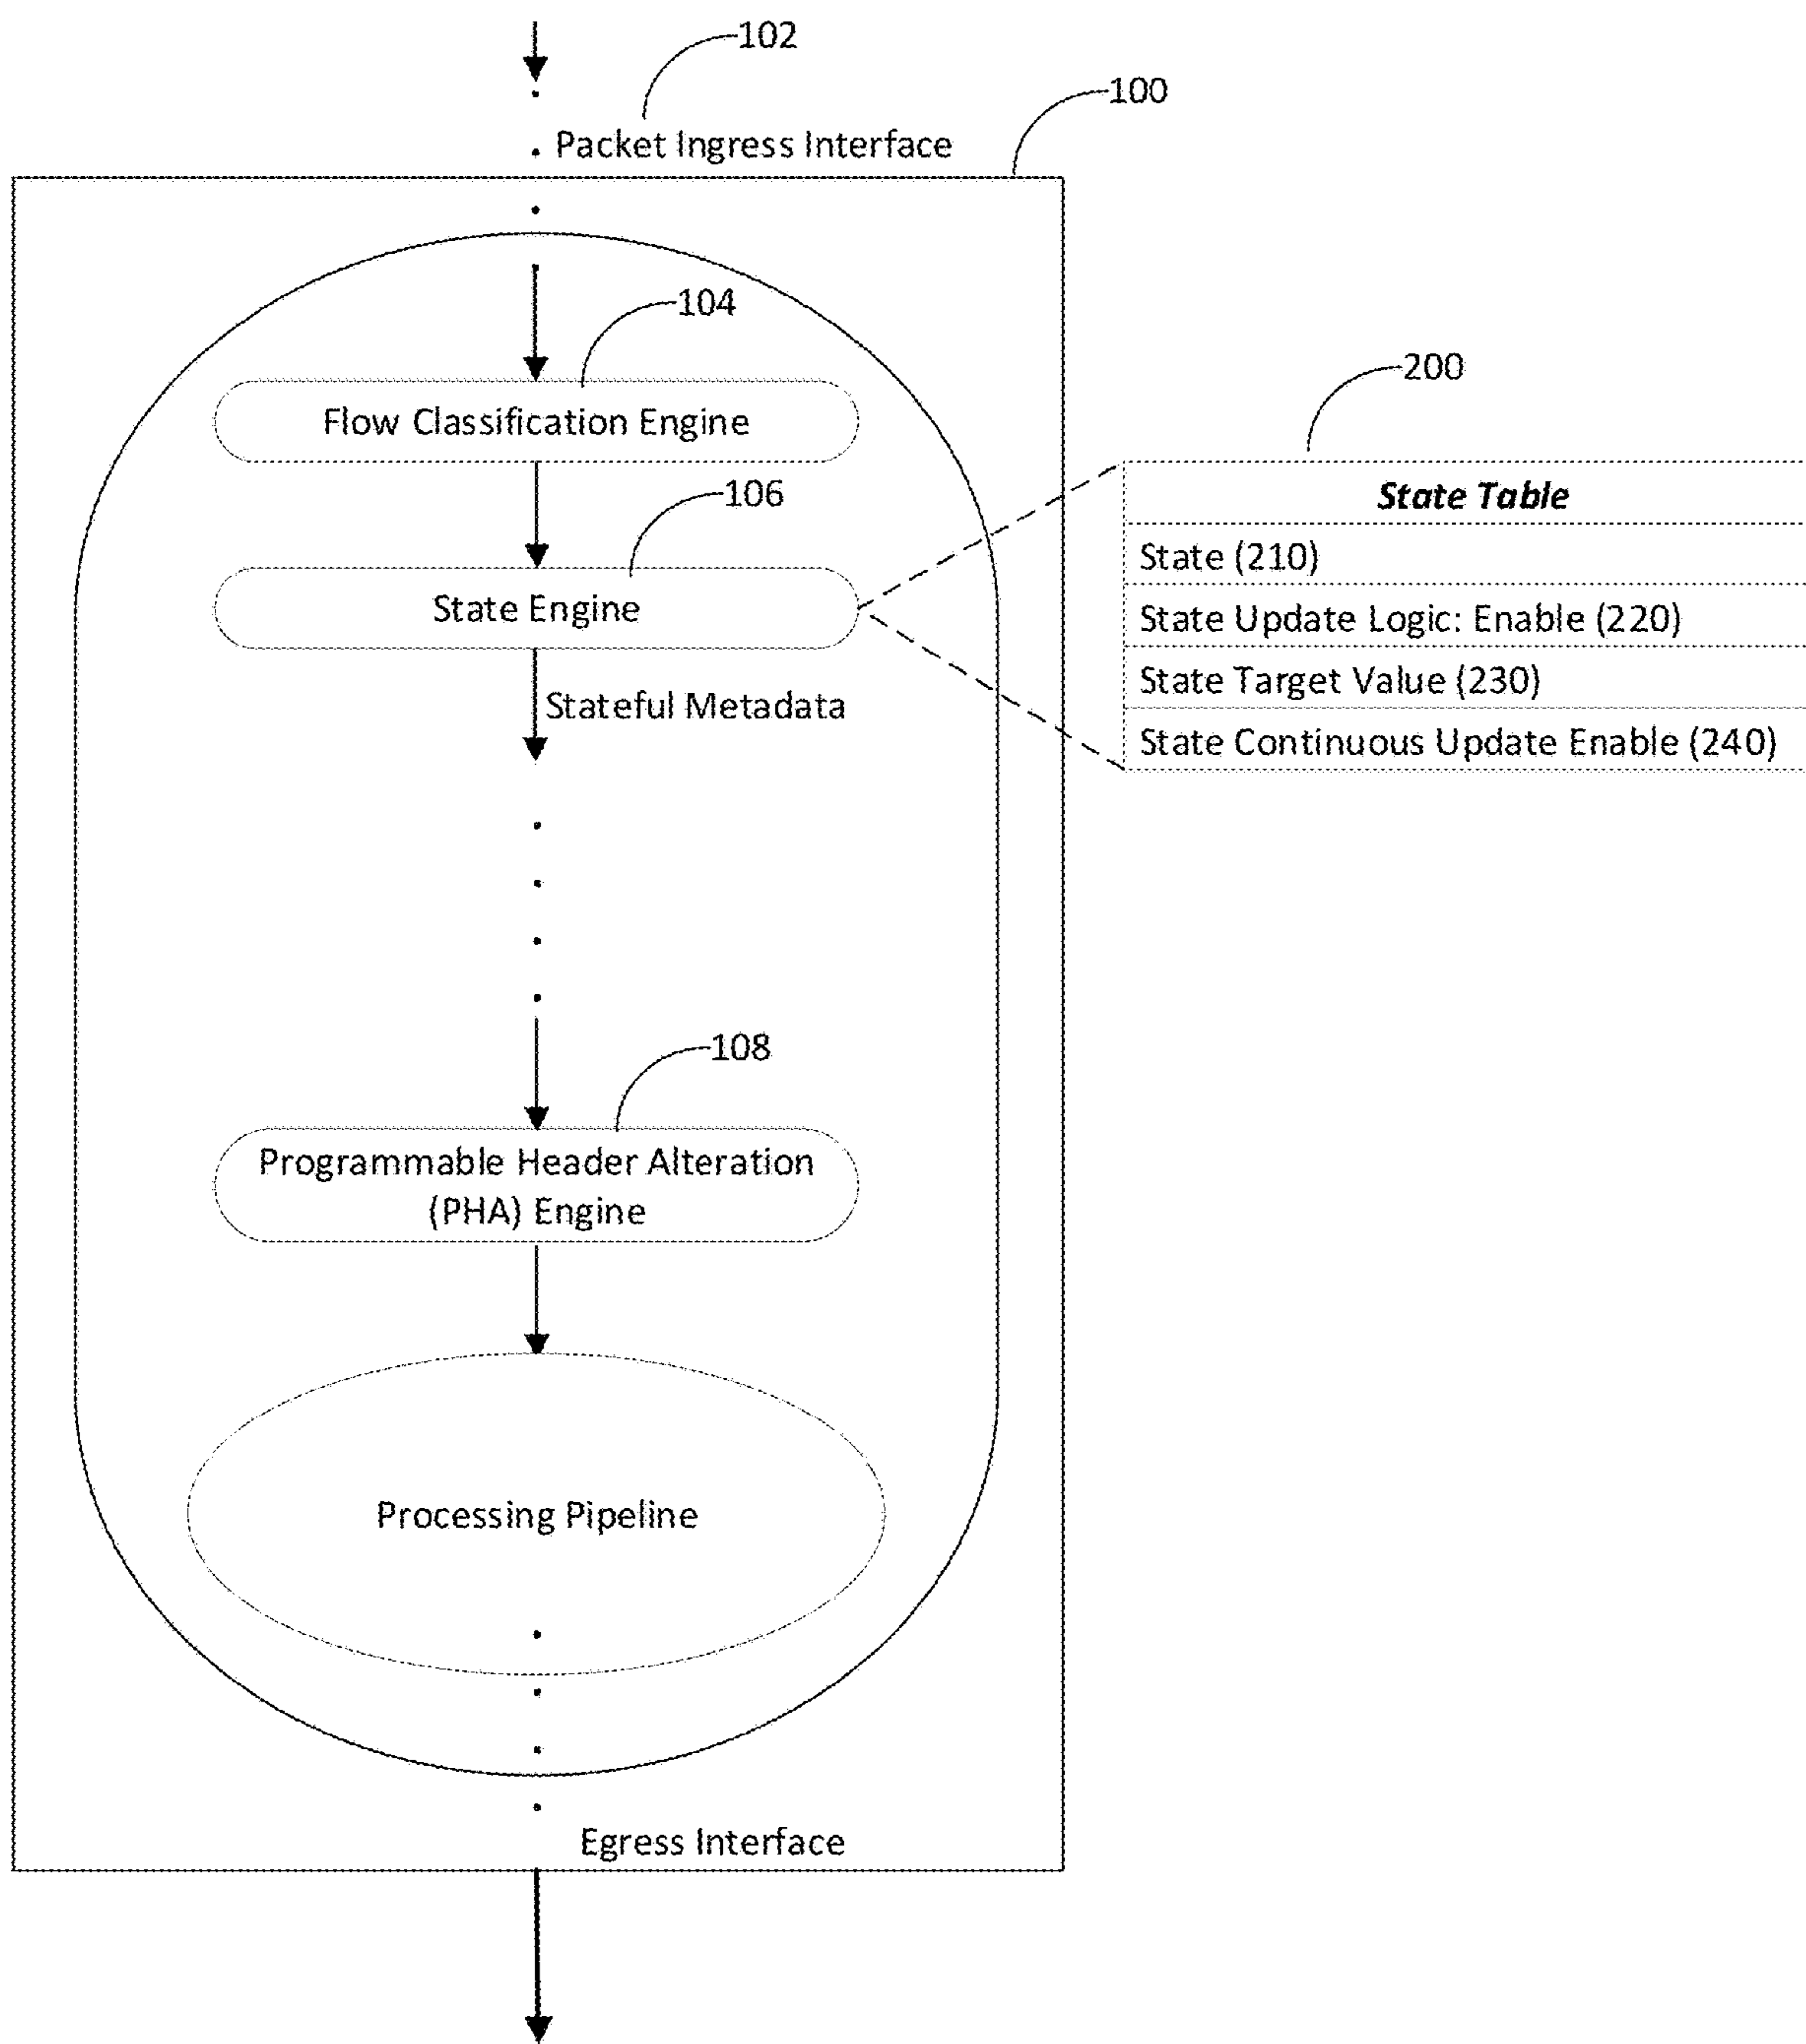 102
100
Packet Ingress Interface
104
Flow Classification Engine
200
106
State Table
State (210)
State Engine
State Update Logic: Enable (220)
State Target Value (230)
Stateful Metadata
State Continuous Update Enable (240)
108
Programmable Header Alteration
(PHA) Engine
Processing Pipeline
Egress Interface